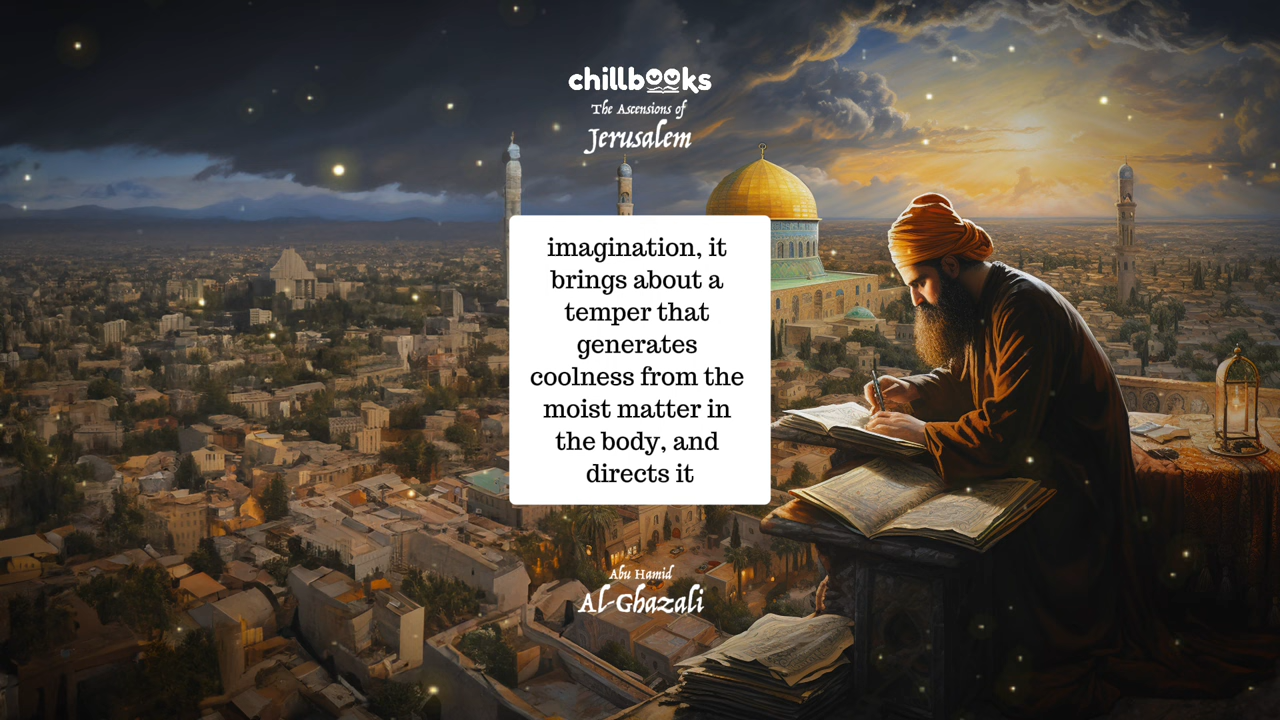 chillbooks
The Ascensions of
Jerusalem
imagination, it
brings about a
temper that
generates
coolness from the
moist matter in
the body, and
directs it
Abu Hamid
Al-Ghazali